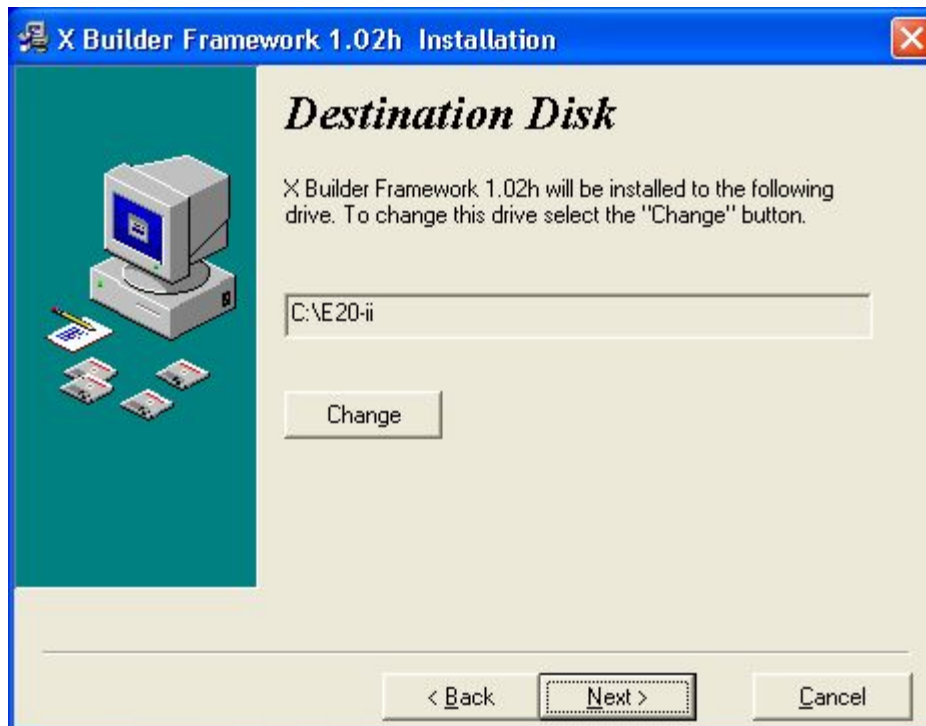 X Builder Framework 1.02h  Installation
Destination Disk
X Builder Framework 1.02h will be installed to the following
drive. To change this drive select the "Change" button.
C:\E20-ii
Change
< Back
Next >
Cancel